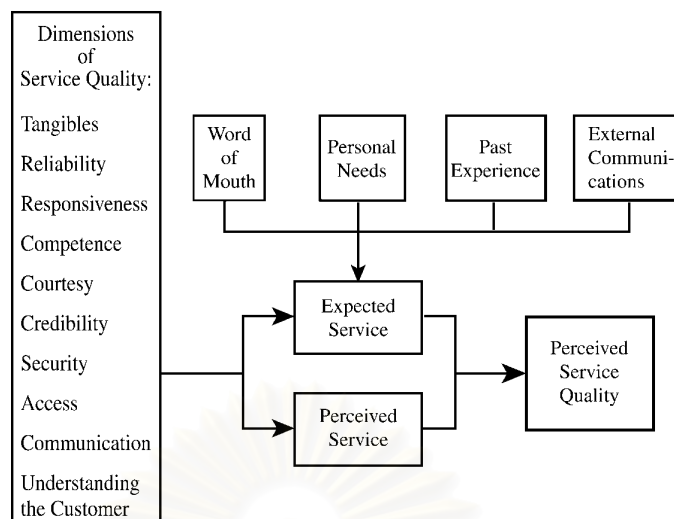 Dimensions
of
Service Quality:
Tangibles
Reliability
Responsiveness
Competence
Courtesy
Credibility
Security
Access
Communication
Understanding
the Customer
Word
of
Mouth
Personal
Needs
Past
Experience
External
Communi-
cations
Expected
Service
Perceived
Service
Perceived
Service
Quality